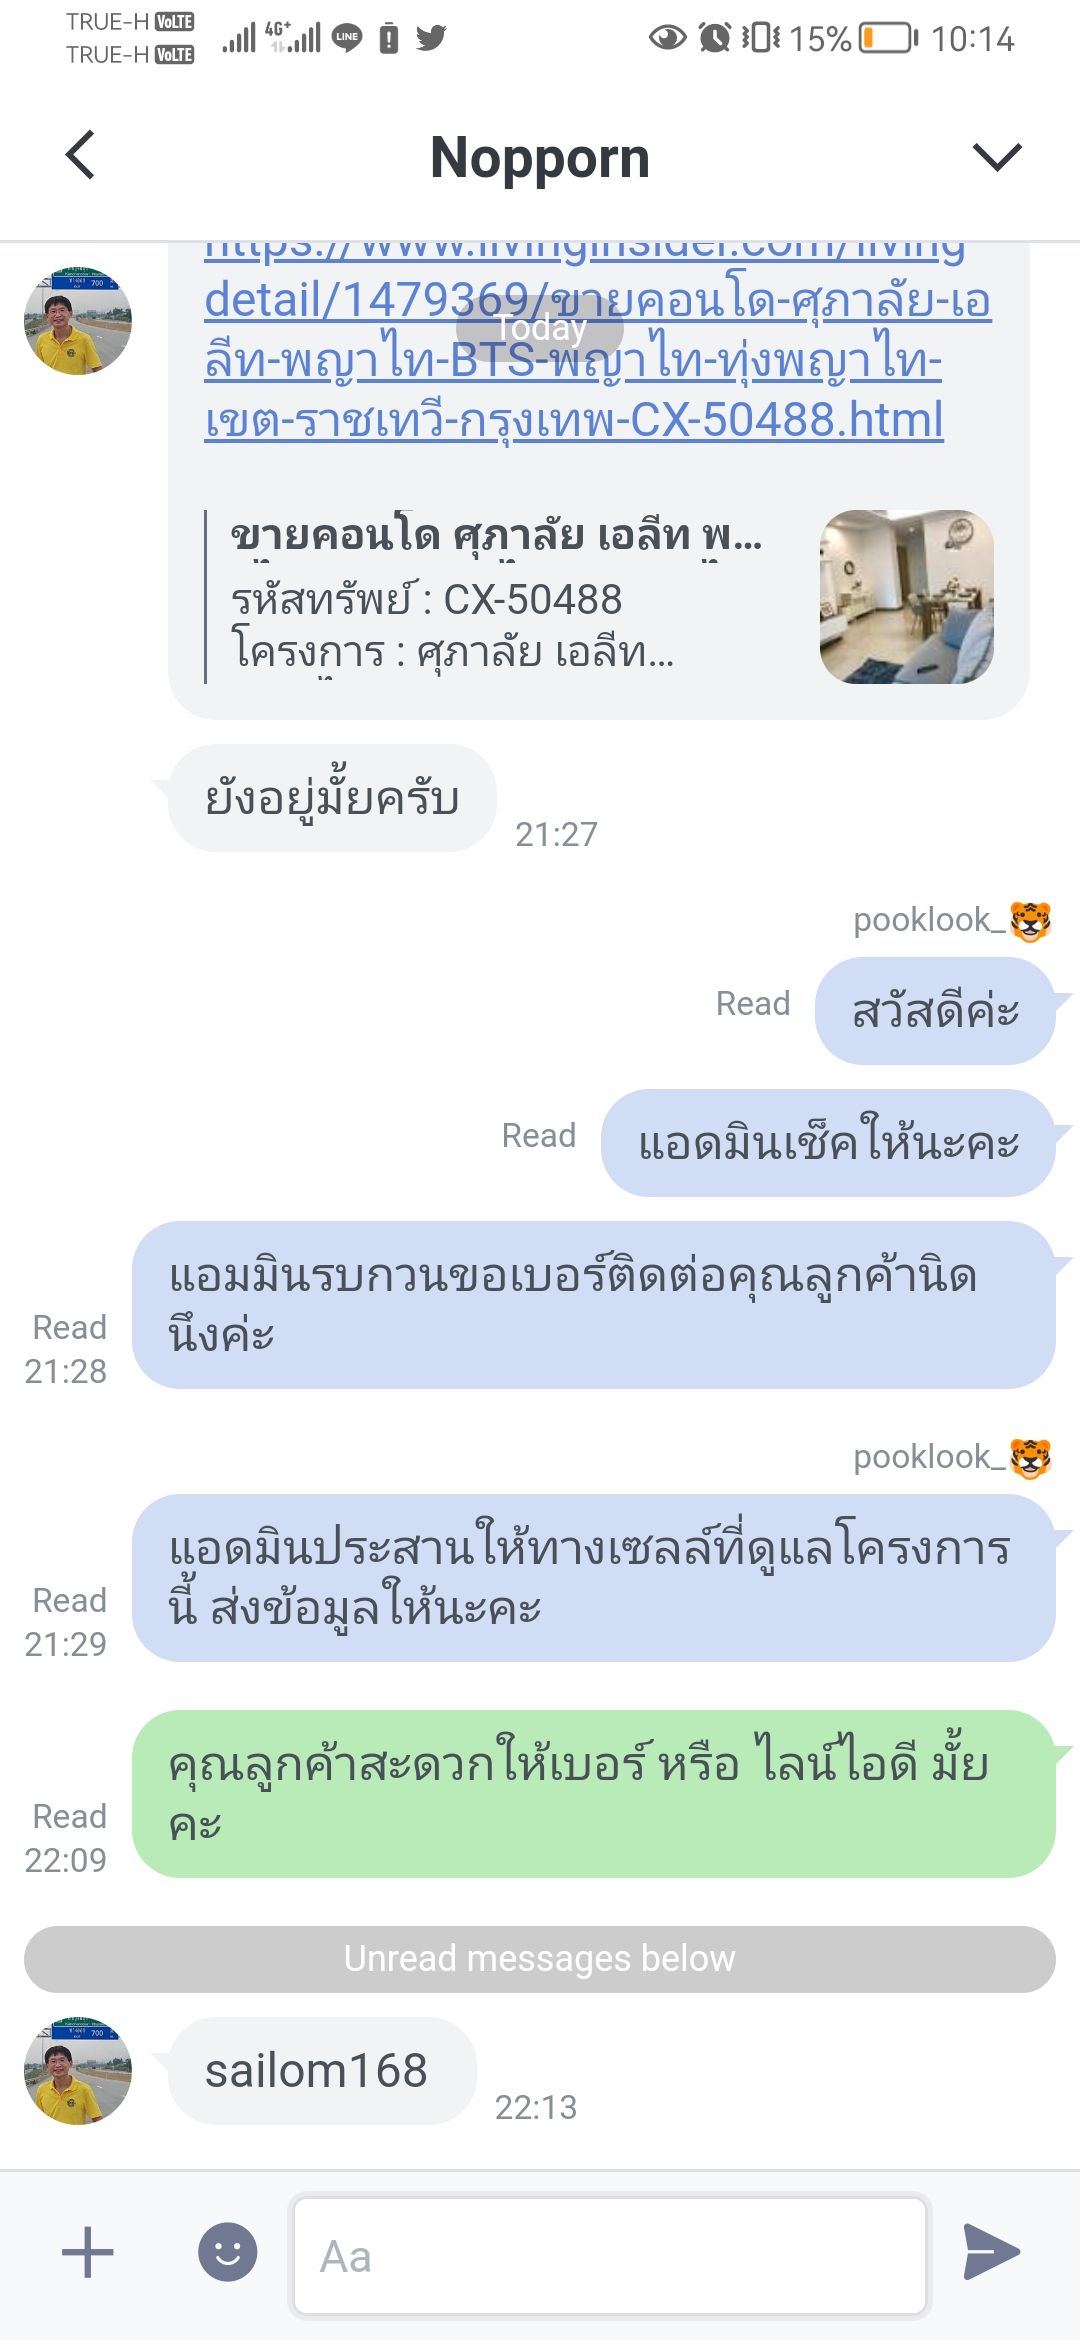 TRUE-H VoLTE
TRUE-H VoLTE
4G+
LINE
15%
10:14
Nopporn
https://www.livinginsider.com/living
detail/1479369/ขายคอนโด-ศุภาลัย-เอ
Today
ลีท-พญาไท-BTS-พญาไท-ทุ่งพญาไท-
เขต-ราชเทวี-กรุงเทพ-CX-50488.html
ขายคอนโด ศุภาลัย เอลีท พ...
รหัสทรัพย์ : CX-50488
โครงการ : ศุภาลัย เอลีท...
ยังอยู่มั้ยครับ
21:27
pooklook_🐯
Read
สวัสดีค่ะ
Read
แอดมินเช็คให้นะคะ
แอมมินรบกวนขอเบอร์ติดต่อคุณลูกค้านิด
นึงค่ะ
Read
21:28
pooklook_🐯
แอดมินประสานให้ทางเซลล์ที่ดูแลโครงการ
นี้ ส่งข้อมูลให้นะคะ
Read
21:29
คุณลูกค้าสะดวกให้เบอร์ หรือ ไลน์ไอดี มั้ย
คะ
Read
22:09
Unread messages below
sailom168
22:13
Aa